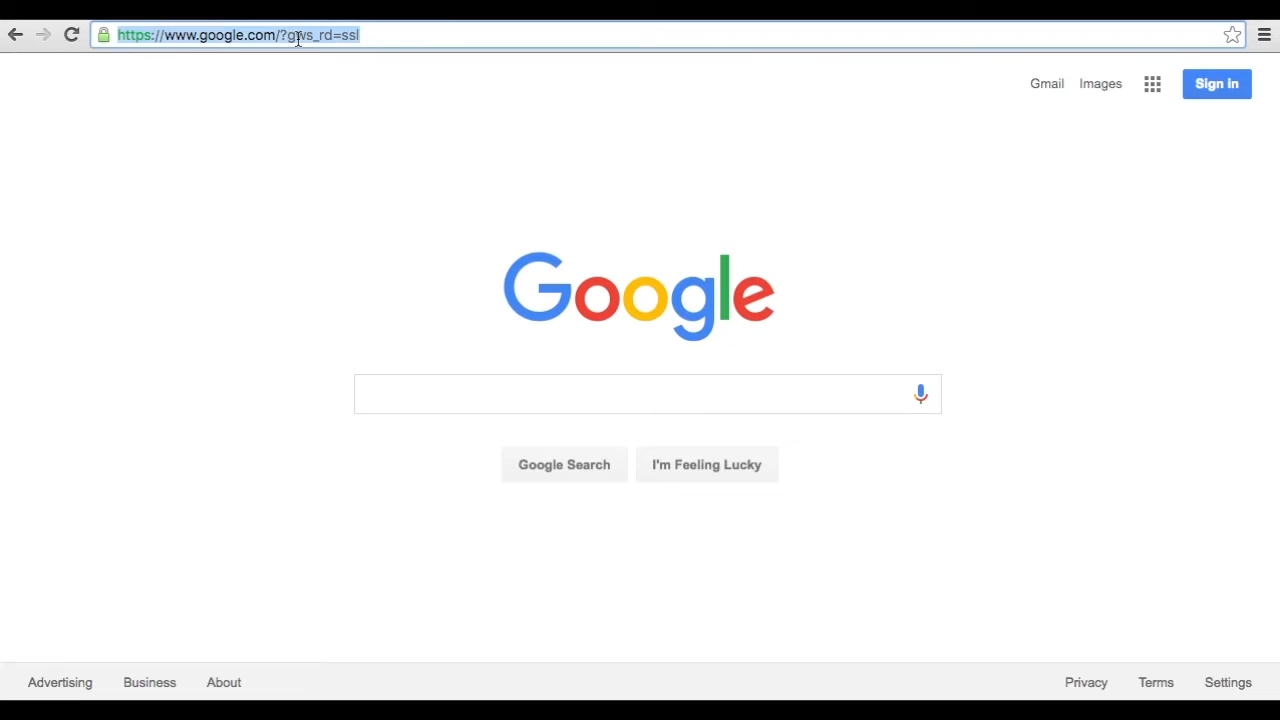 https://www.google.com/?gws_rd=ssl
Gmail Images Sign in
Google
Google Search I'm Feeling Lucky
Advertising Business About Privacy Terms Settings